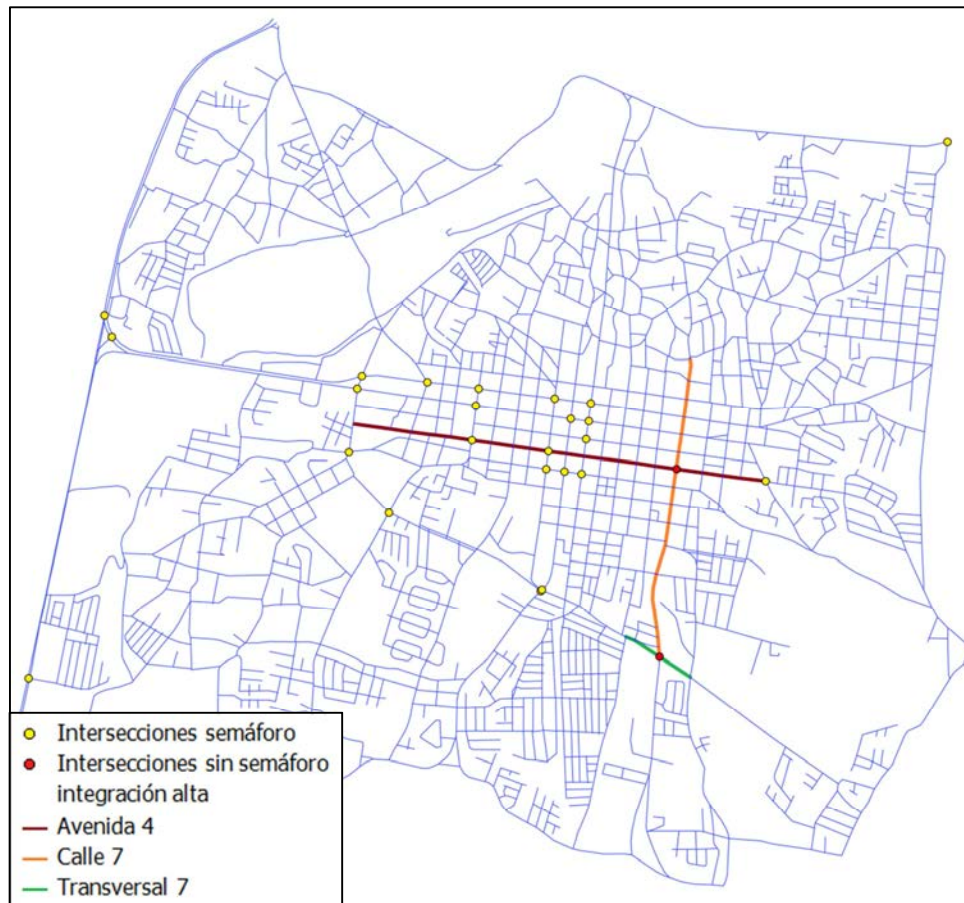 Intersecciones semáforo
Intersecciones sin semáforo
integración alta
Avenida 4
Calle 7
Transversal 7